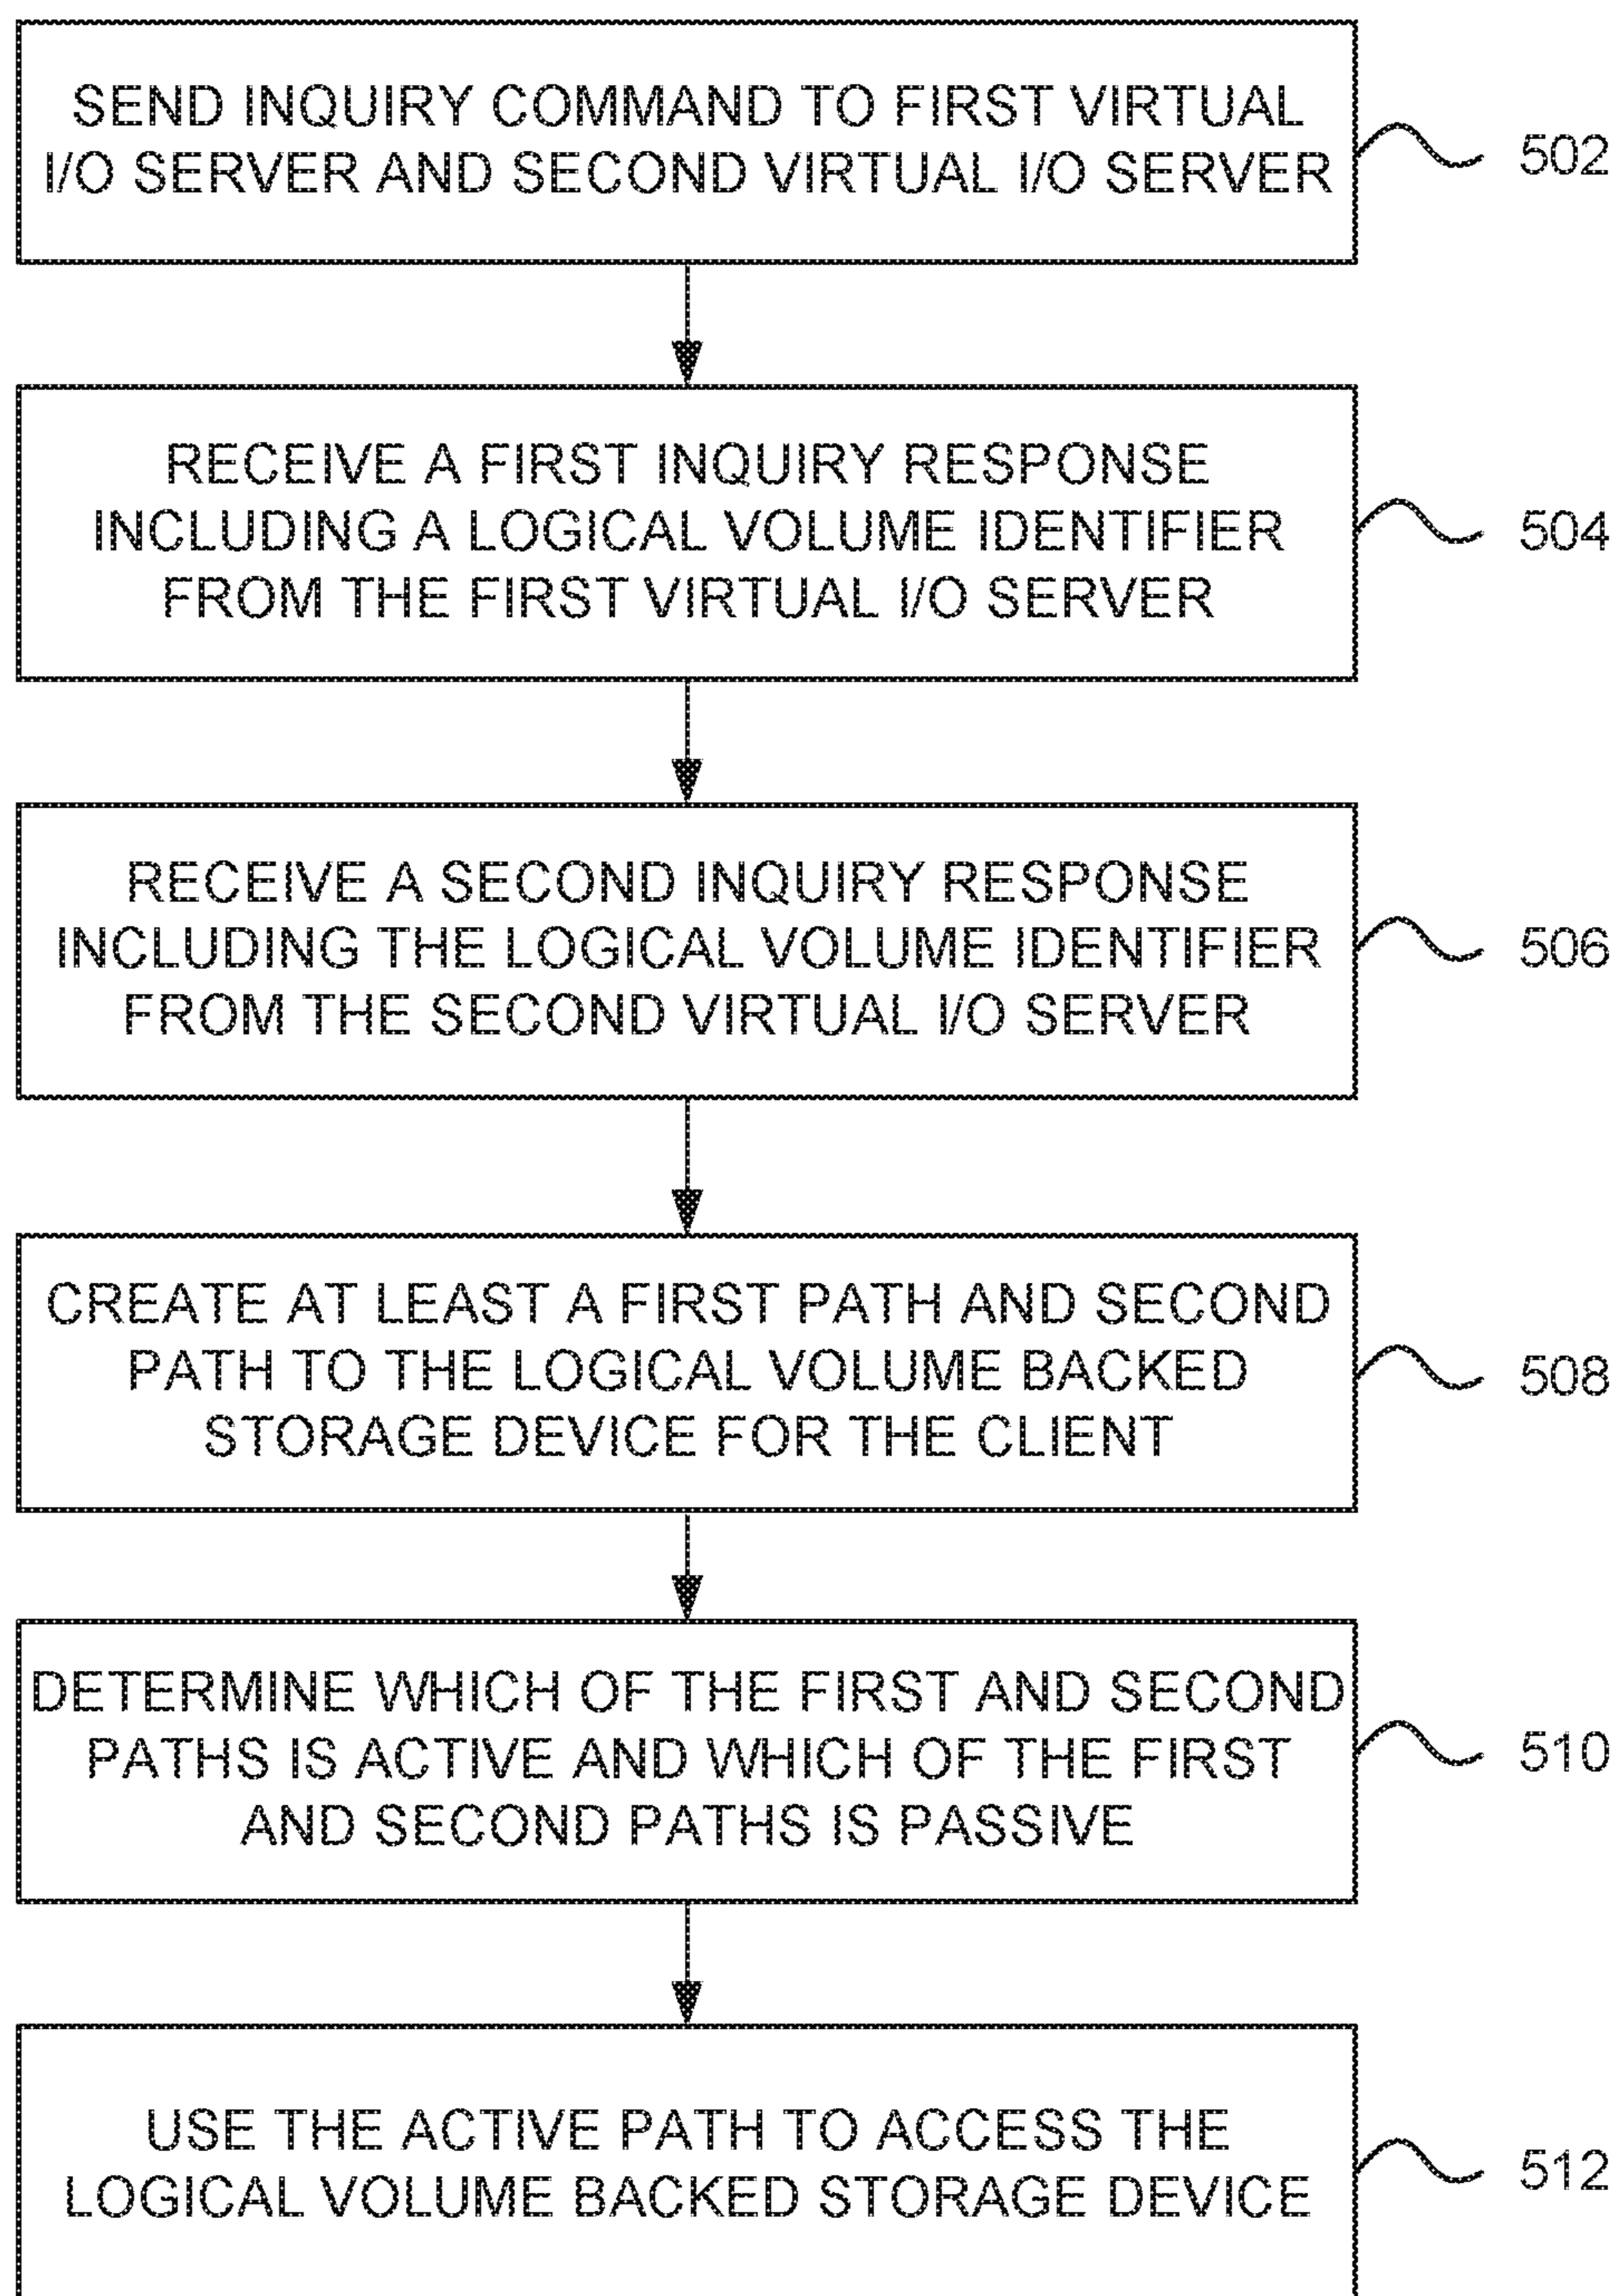 SEND INQUIRY COMMAND TO FIRST VIRTUAL
I/O SERVER AND SECOND VIRTUAL I/O SERVER
502
RECEIVE A FIRST INQUIRY RESPONSE
INCLUDING A LOGICAL VOLUME IDENTIFIER
FROM THE FIRST VIRTUAL I/O SERVER
504
RECEIVE A SECOND INQUIRY RESPONSE
INCLUDING THE LOGICAL VOLUME IDENTIFIER
FROM THE SECOND VIRTUAL I/O SERVER
506
CREATE AT LEAST A FIRST PATH AND SECOND
PATH TO THE LOGICAL VOLUME BACKED
STORAGE DEVICE FOR THE CLIENT
508
DETERMINE WHICH OF THE FIRST AND SECOND
PATHS IS ACTIVE AND WHICH OF THE FIRST
AND SECOND PATHS IS PASSIVE
510
USE THE ACTIVE PATH TO ACCESS THE
LOGICAL VOLUME BACKED STORAGE DEVICE
512